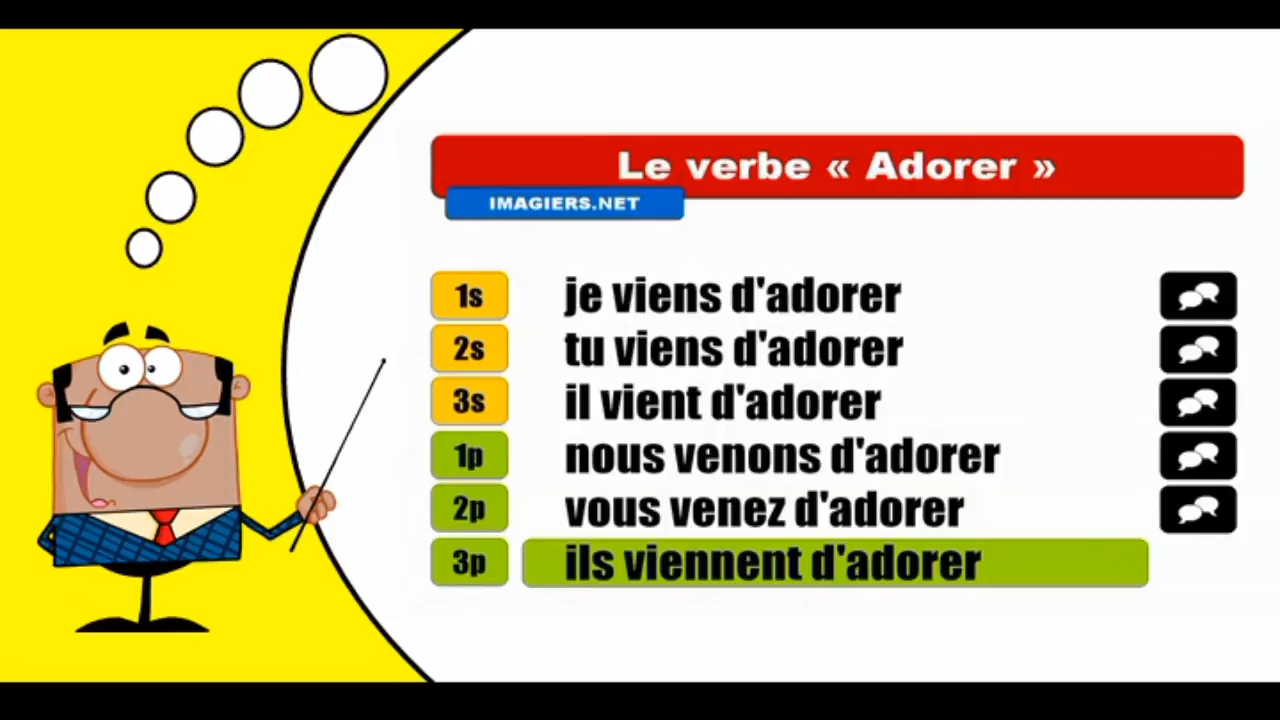 Le verbe « Adorer »
IMAGIERS.NET
1s je viens d'adorer
2s tu viens d'adorer
3s il vient d'adorer
1p nous venons d'adorer
2p vous venez d'adorer
3p ils viennent d'adorer